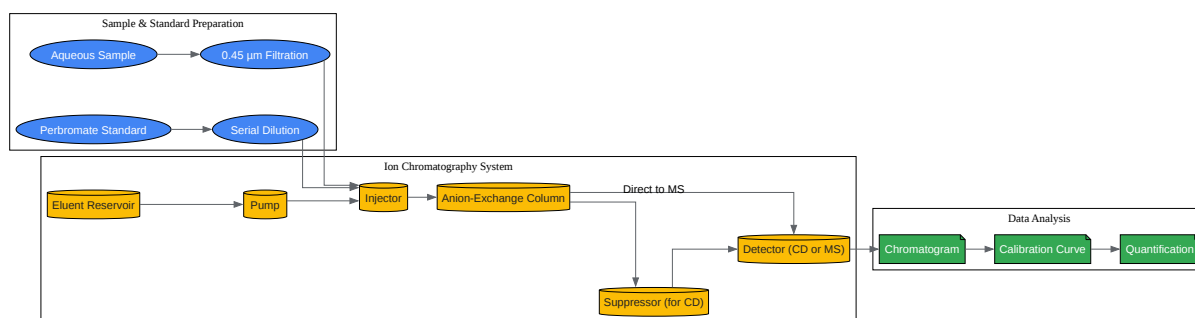 Sample & Standard Preparation
Aqueous Sample
0.45 µm Filtration
Perbromate Standard
Serial Dilution
Ion Chromatography System
Eluent Reservoir
Pump
Injector
Anion-Exchange Column
Direct to MS
Detector (CD or MS)
Suppressor (for CD)
Data Analysis
Chromatogram
Calibration Curve
Quantification